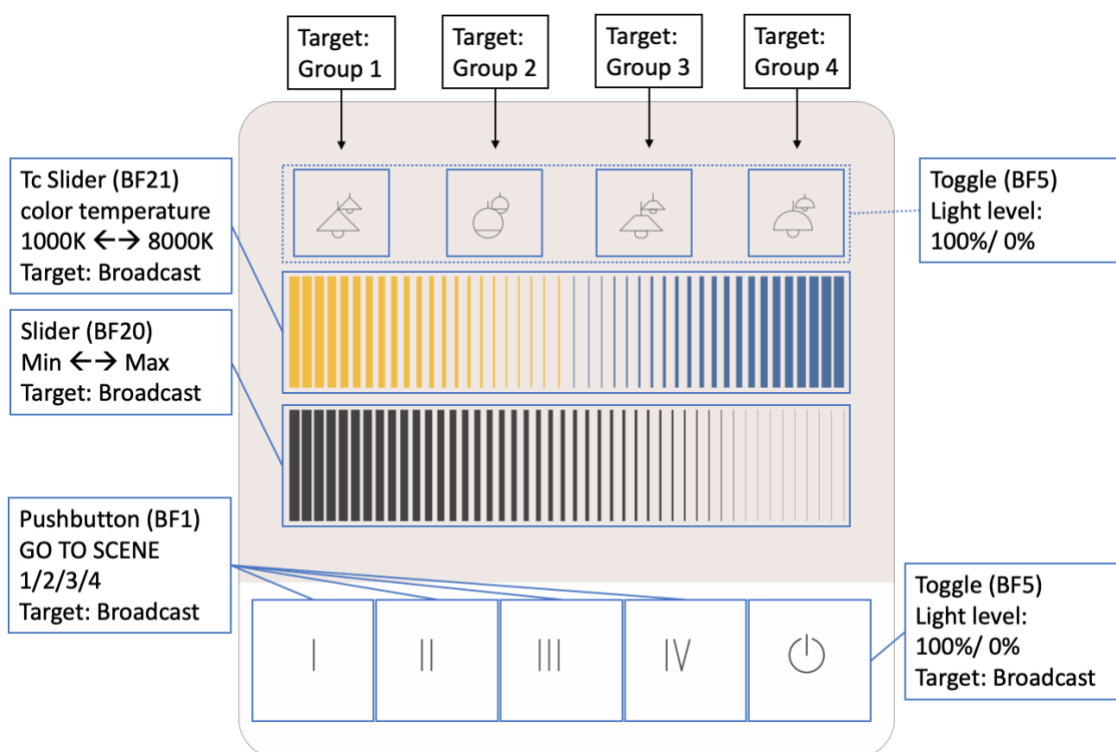 Target:
Group 1
Target:
Group 2
Target:
Group 3
Target:
Group 4
Tc Slider (BF21)
color temperature
1000K ←→ 8000K
Target: Broadcast
Toggle (BF5)
Light level:
100%/ 0%
Slider (BF20)
Min ←→ Max
Target: Broadcast
Pushbutton (BF1)
GO TO SCENE
1/2/3/4
Target: Broadcast
Toggle (BF5)
Light level:
100%/ 0%
Target: Broadcast
I II III IV